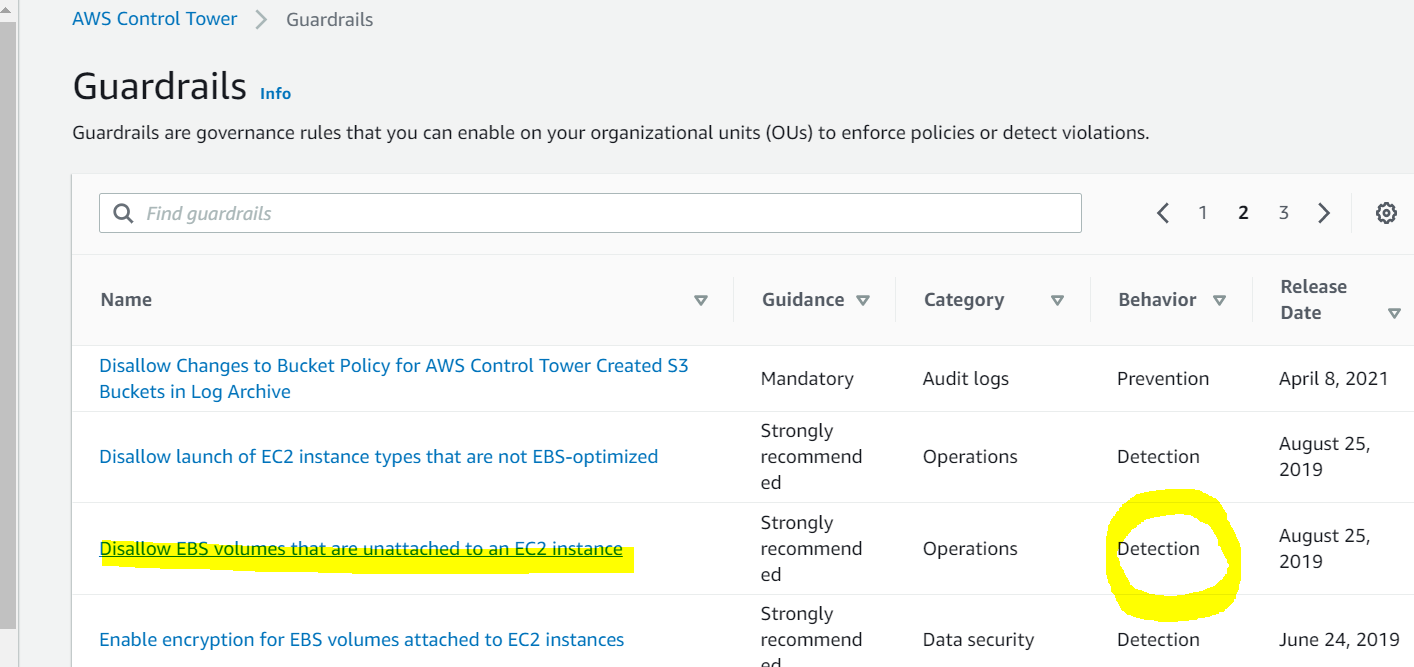 AWS Control Tower > Guardrails
Guardrails Info
Guardrails are governance rules that you can enable on your organizational units (OUs) to enforce policies or detect violations.
Find guardrails
1 2 3
Name Guidance Category Behavior Release
Date
Disallow Changes to Bucket Policy for AWS Control Tower Created S3
Buckets in Log Archive
Mandatory Audit logs Prevention April 8, 2021
Disallow launch of EC2 instance types that are not EBS-optimized
Strongly
recommend
ed
Operations Detection
August 25,
2019
Disallow EBS volumes that are unattached to an EC2 instance
Strongly
recommend
ed
Operations Detection
August 25,
2019
Enable encryption for EBS volumes attached to EC2 instances
Strongly
recommend
ed
Data security Detection June 24, 2019